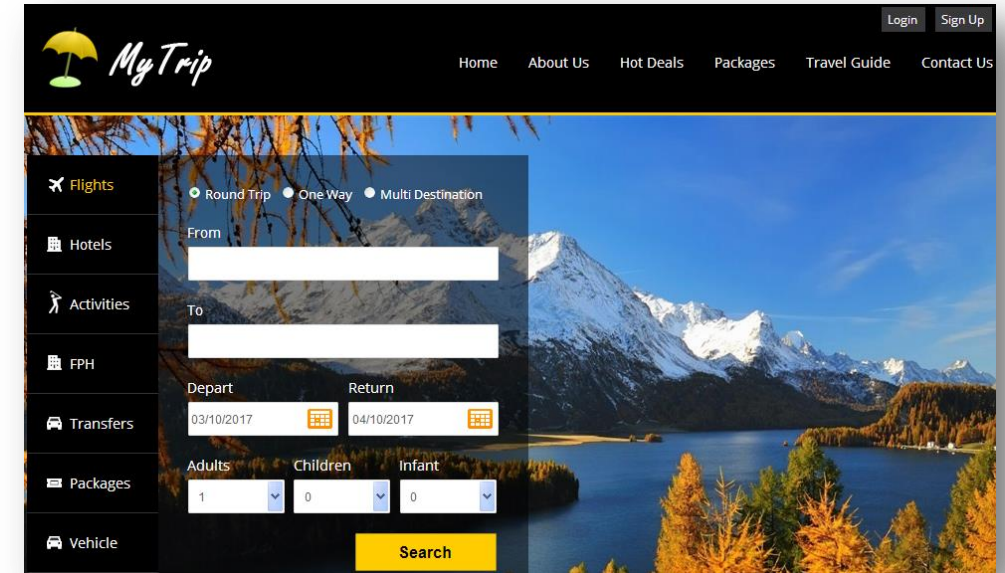 Login Sign Up
MyTrip
Home About Us Hot Deals Packages Travel Guide Contact Us
Flights
Hotels
Activities
FPH
Transfers
Packages
Vehicle
Round Trip One Way Multi Destination
From
To
Depart Return
03/10/2017 04/10/2017
Adults Children Infant
1 0 0
Search